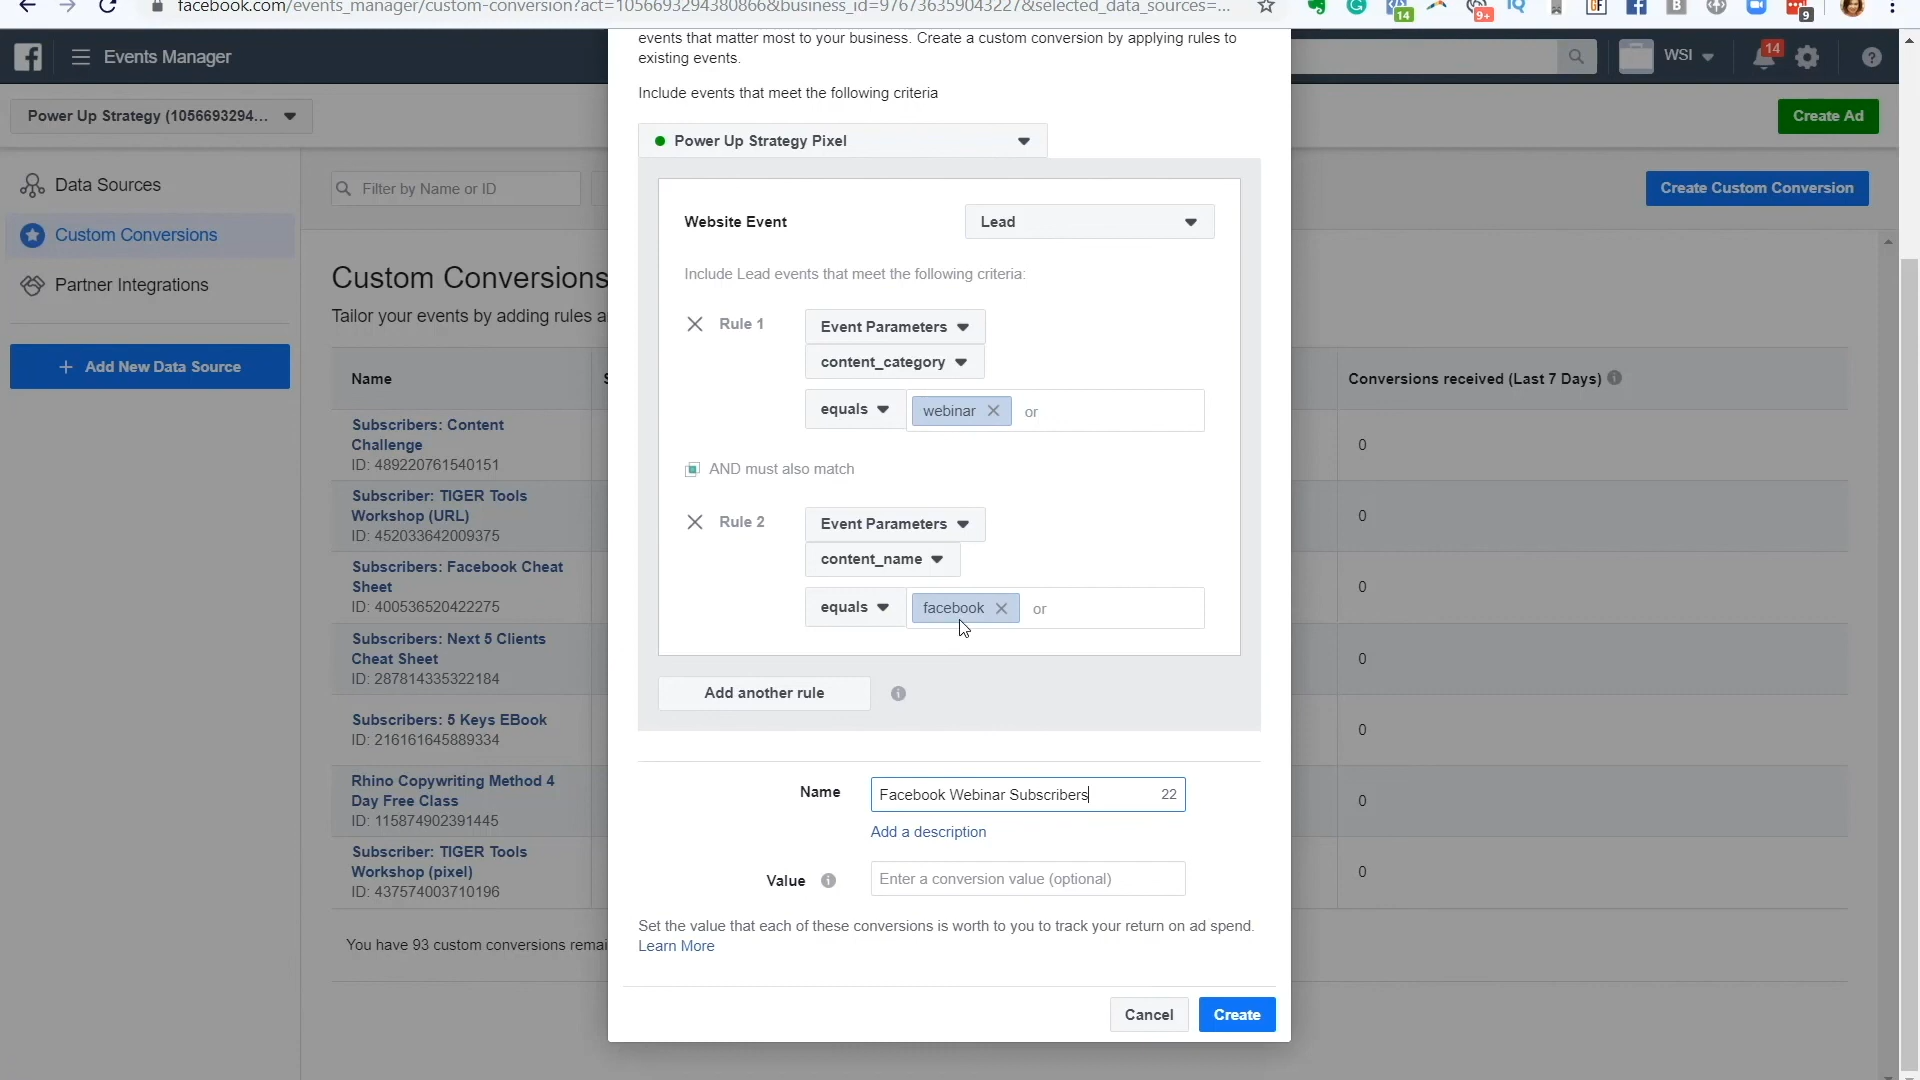 facebook.com/events_manager/custom-conversion?act=1056693294380866&business_id=976736359043227&selected_data_sources=...
14
9+
IQ
GF
B
9
Events Manager
WSI
14
Power Up Strategy (1056693294...
Create Ad
Data Sources
Custom Conversions
Partner Integrations
+ Add New Data Source
Filter by Name or ID
Create Custom Conversion
Custom Conversions
Tailor your events by adding rules a
Name
S
Conversions received (Last 7 Days)
Subscribers: Content
Challenge
ID: 489220761540151
0
Subscriber: TIGER Tools
Workshop (URL)
ID: 452033642009375
0
Subscribers: Facebook Cheat
Sheet
ID: 400536520422275
0
Subscribers: Next 5 Clients
Cheat Sheet
ID: 287814335322184
0
Subscribers: 5 Keys EBook
ID: 216161645889334
0
Rhino Copywriting Method 4
Day Free Class
ID: 115874902391445
0
Subscriber: TIGER Tools
Workshop (pixel)
ID: 437574003710196
0
You have 93 custom conversions remai
events that matter most to your business. Create a custom conversion by applying rules to
existing events.
Include events that meet the following criteria
Power Up Strategy Pixel
Website Event
Lead
Include Lead events that meet the following criteria:
Rule 1
Event Parameters
content_category
equals
webinar
or
AND must also match
Rule 2
Event Parameters
content_name
equals
facebook
or
Add another rule
Name
Facebook Webinar Subscribers
22
Add a description
Value
Enter a conversion value (optional)
Set the value that each of these conversions is worth to you to track your return on ad spend.
Learn More
Cancel
Create